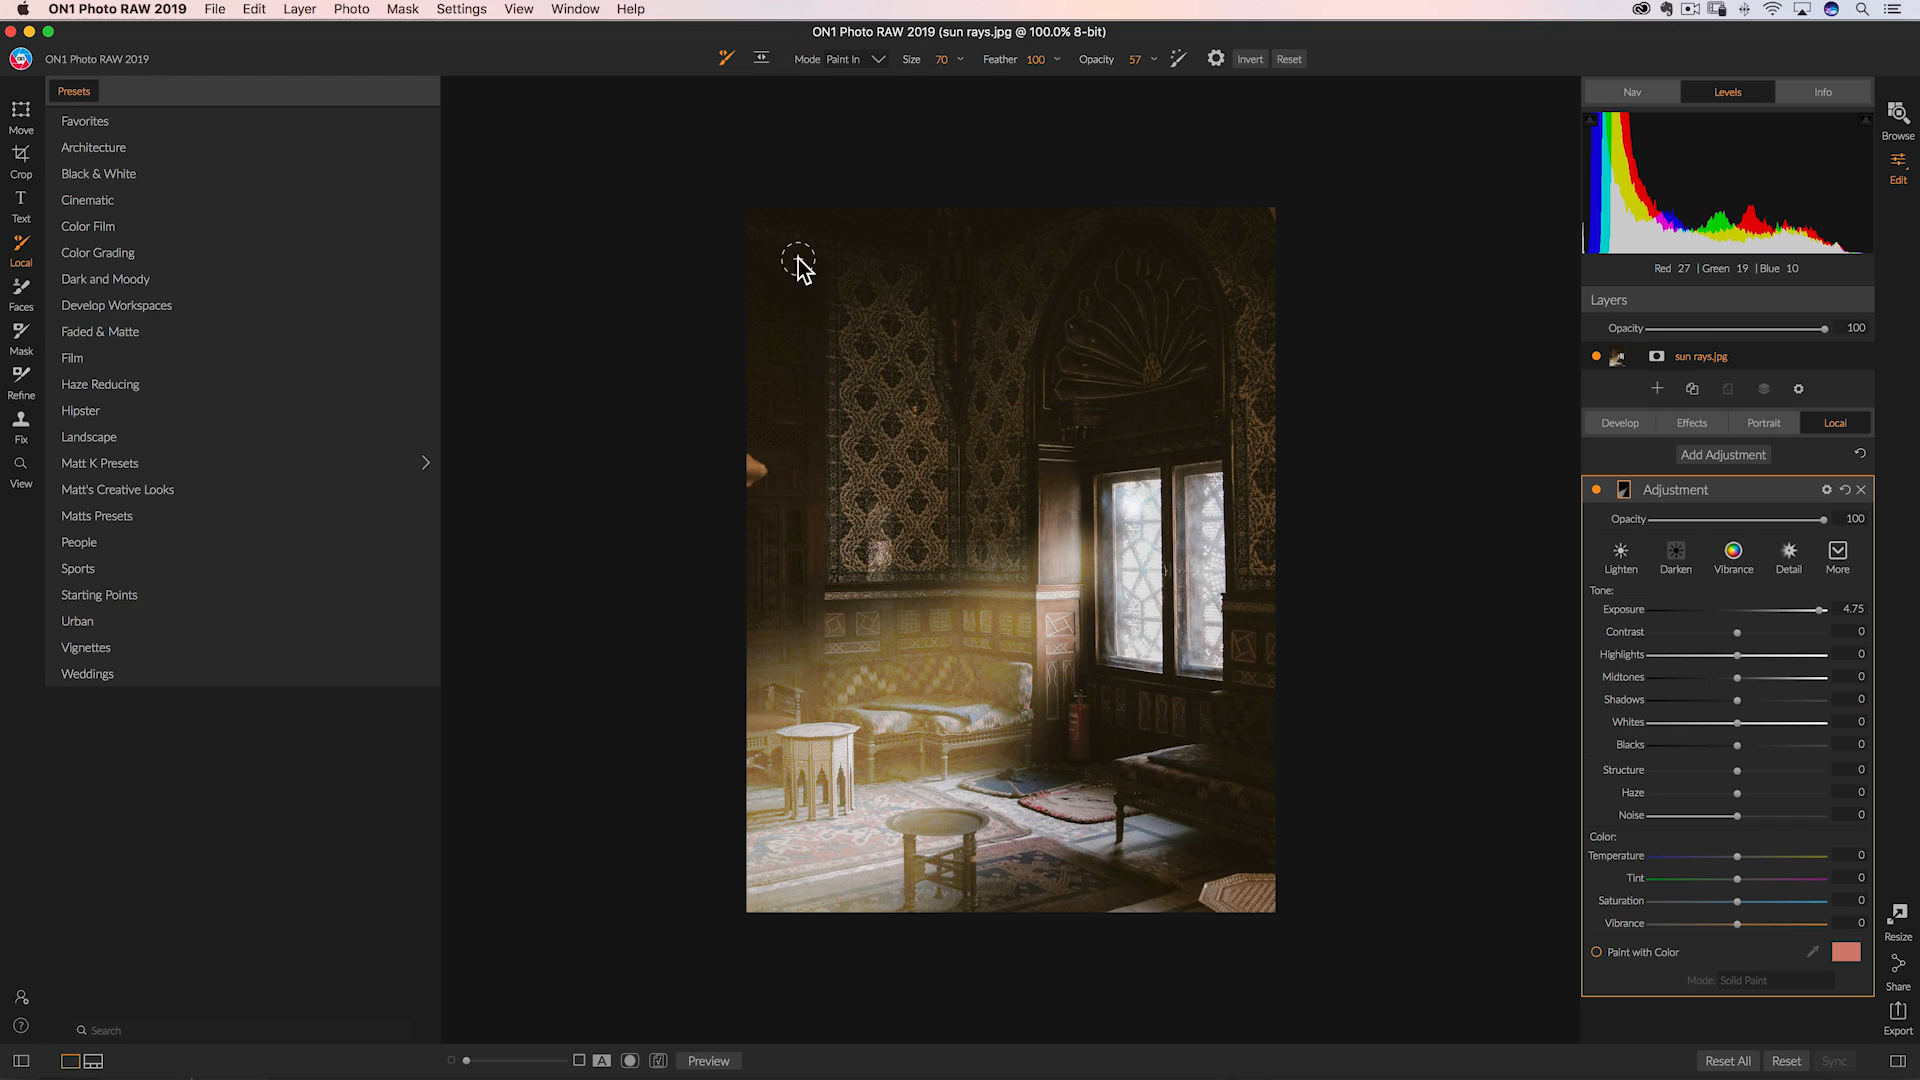 ON1 Photo RAW 2019 File Edit Layer Photo Mask Settings View Window Help
ON1 Photo RAW 2019 (sun rays.jpg @ 100.0% 8-bit)
ON1 Photo RAW 2019
Mode Paint In Size 70 Feather 100 Opacity 57 Invert Reset
Presets
Favorites
Architecture
Black & White
Cinematic
Color Film
Color Grading
Dark and Moody
Develop Workspaces
Faded & Matte
Film
Haze Reducing
Hipster
Landscape
Matt K Presets
Matt's Creative Looks
Matts Presets
People
Sports
Starting Points
Urban
Vignettes
Weddings
Search
Move
Crop
T
Text
Local
Faces
Mask
Refine
Fix
View
?
A
Preview
Nav Levels Info
Red 27 | Green 19 | Blue 10
Layers
Opacity 100
sun rays.jpg
Develop Effects Portrait Local
Add Adjustment
Adjustment
Opacity 100
Lighten Darken Vibrance Detail More
Tone:
Exposure 4.75
Contrast 0
Highlights 0
Midtones 0
Shadows 0
Whites 0
Blacks 0
Structure 0
Haze 0
Noise 0
Color:
Temperature 0
Tint 0
Saturation 0
Vibrance 0
Paint with Color
Mode: Solid Paint
Reset All Reset Sync
Browse
Edit
Resize
Share
Export